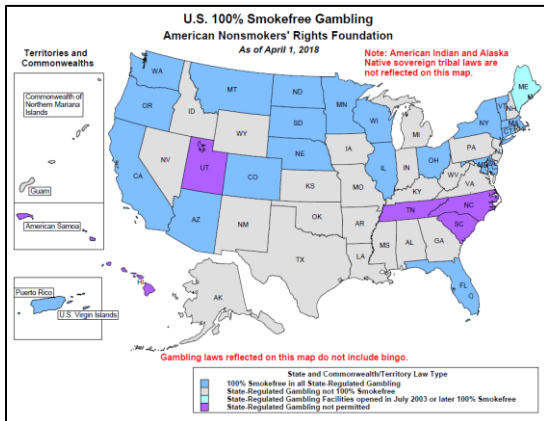 U.S. 100% Smokefree Gambling
American Nonsmokers' Rights Foundation
As of April 1, 2018
Territories and
Commonwealths
Note: American Indian and Alaska
Native sovereign tribal laws are
not reflected on this map.
Commonwealth of
Northern Mariana
Islands
Guam
American Samoa
Puerto Rico
U.S. Virgin Islands
WA
MT
ND
MN
ME
OR
ID
SD
WI
VT
NH
NY
MA
CT
WY
MI
NE
IA
PA
NJ
NV
UT
CO
IL
IN
OH
WV
VA
CA
KS
MO
KY
NC
TN
SC
AZ
NM
OK
AR
MS
AL
GA
TX
LA
FL
AK
HI
Gambling laws reflected on this map do not include bingo.
State and Commonwealth/Territory Law Type
100% Smokefree in all State-Regulated Gambling
State-Regulated Gambling not 100% Smokefree
State-Regulated Gambling Facilities opened in July 2003 or later 100% Smokefree
State-Regulated Gambling not permitted